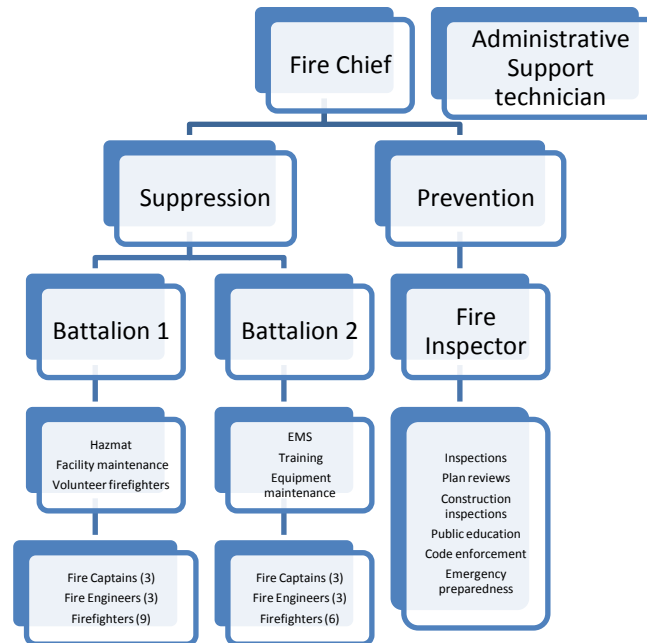 Fire Chief
Administrative
Support
technician
Suppression
Prevention
Battalion 1
Battalion 2
Fire
Inspector
Hazmat
Facility maintenance
Volunteer firefighters
EMS
Training
Equipment
maintenance
Inspections
Plan reviews
Construction
inspections
Public education
Code enforcement
Emergency
preparedness
Fire Captains (3)
Fire Engineers (3)
Firefighters (9)
Fire Captains (3)
Fire Engineers (3)
Firefighters (6)